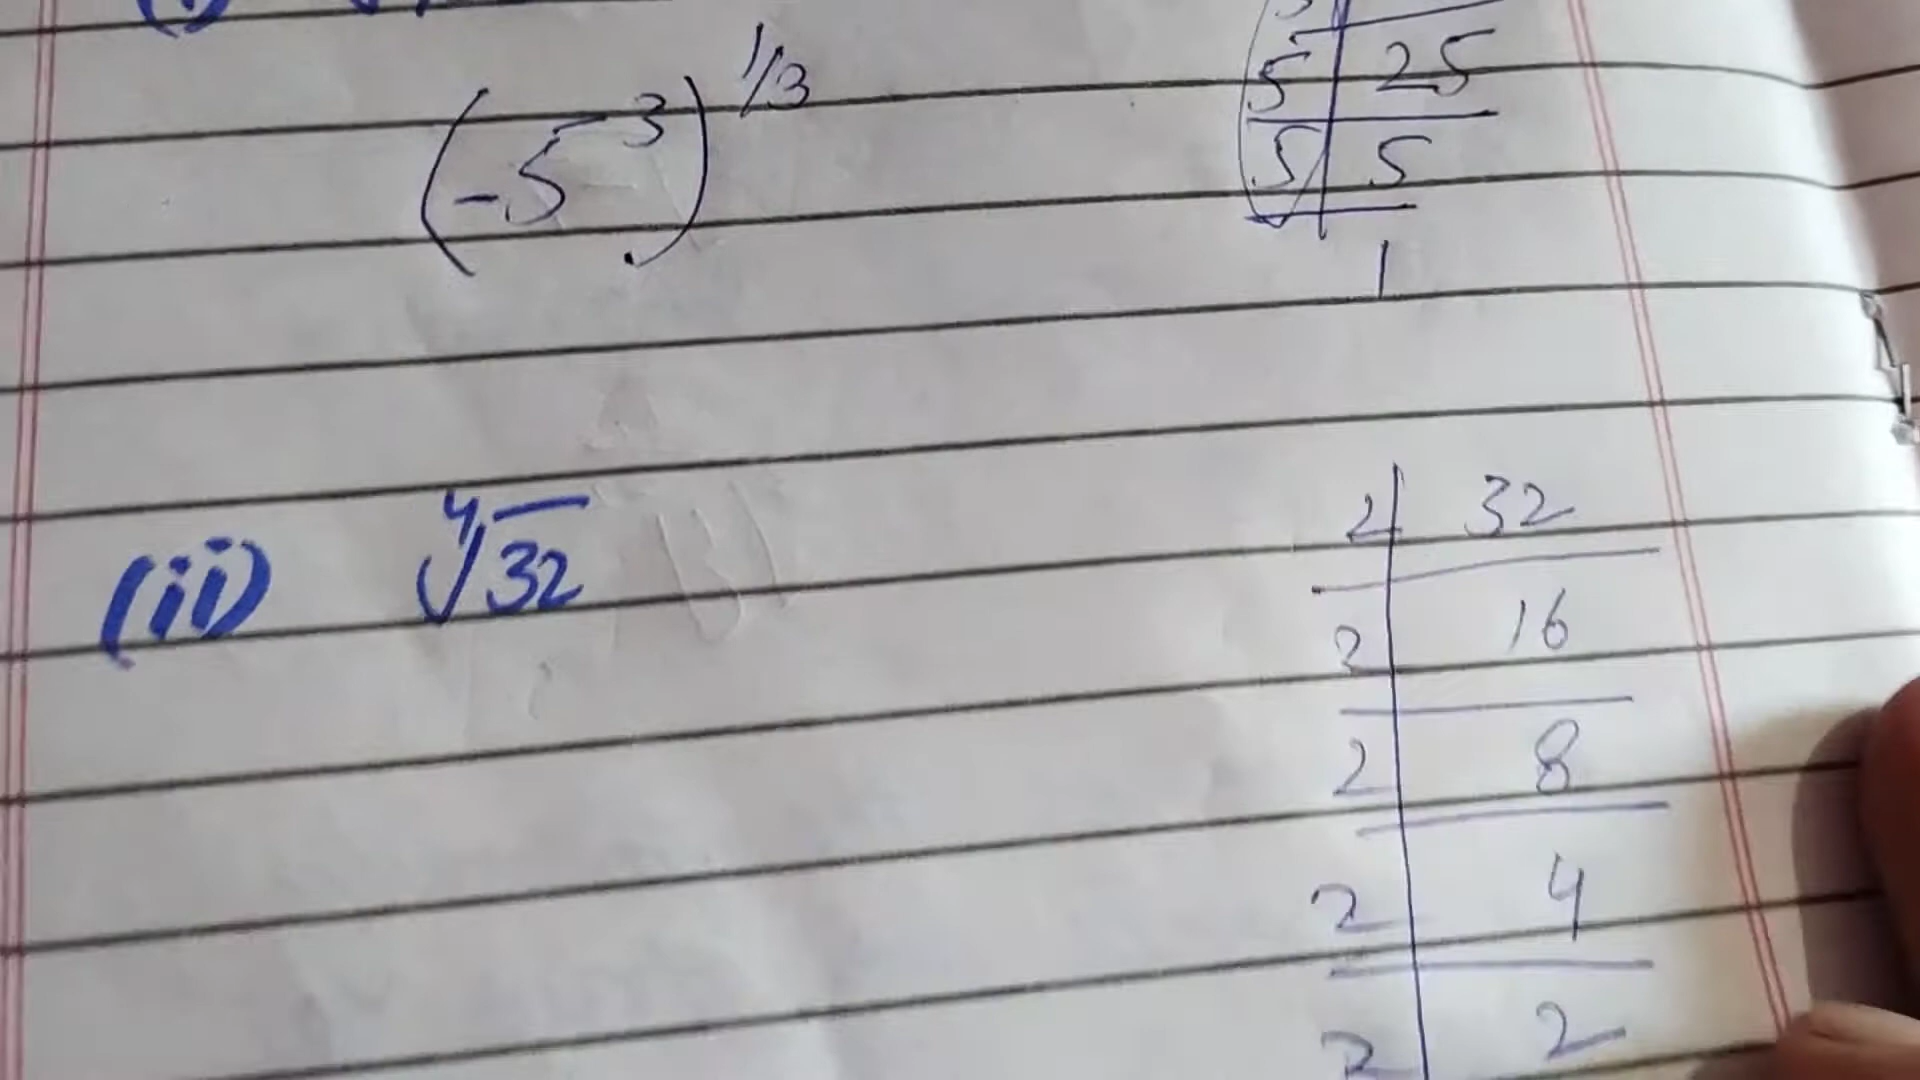 (-5³)^1/3
5 | 25
5 | 5
1
(ii) ∜32
2 | 32
2 | 16
2 | 8
2 | 4
2 | 2